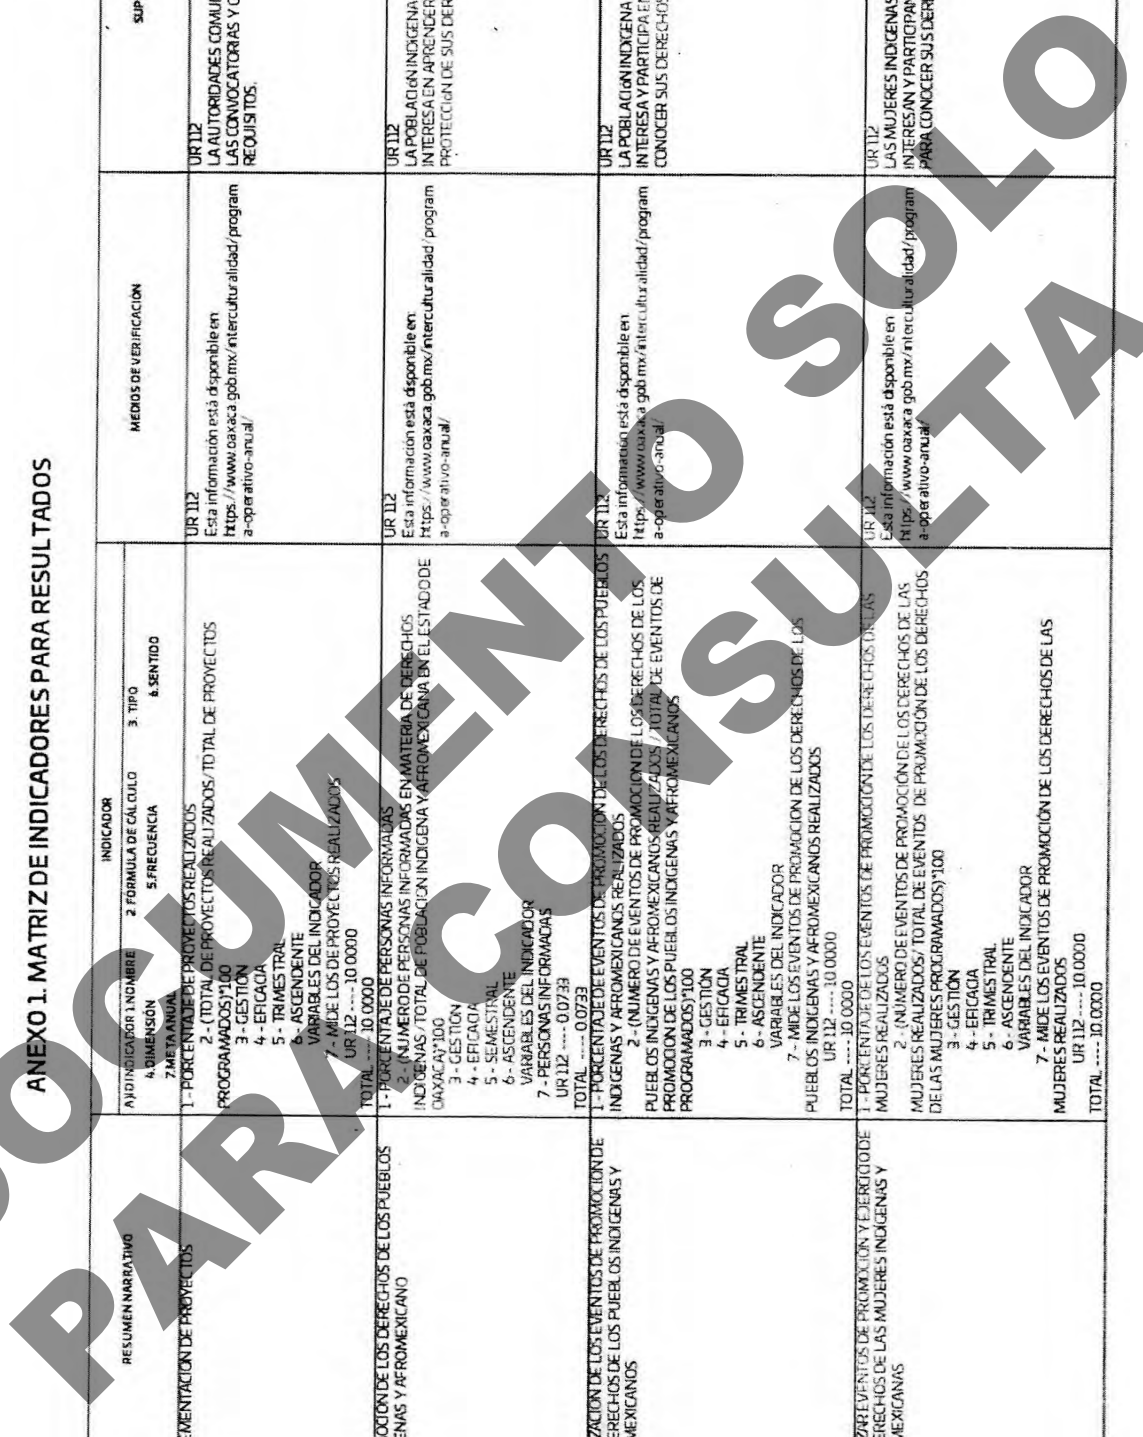 ANEXO 1. MATRIZ DE INDICADORES PARA RESULTADOS
RESUMEN NARRATIVO
INDICADOR
1.NOMBRE 2. FÓRMULA DE CÁLCULO 3. TIPO
4.DIMENSIÓN 5.FRECUENCIA 6.SENTIDO
7.META ANUAL
MEDIOS DE VERIFICACIÓN
SUP
EMENTACION DE PROYECTOS
1 - PORCENTAJE DE PROYECTOS REALIZADOS
2 - (TOTAL DE PROYECTOS REALIZADOS/TOTAL DE PROYECTOS
PROGRAMADOS)*100
3 - GESTIÓN
4 - EFICACIA
5 - TRIMESTRAL
6 - ASCENDENTE
VARIABLES DEL INDICADOR
7 - MIDE LOS DE PROYECTOS REALIZADOS
UR 112 ---- 10.0000
TOTAL ---- 10.0000
UR 112
Esta información está disponible en:
https://www.oaxaca.gob.mx/interculturalidad/program
a-operativo-anual/
UR 112
LA AUTORIDADES COMU
LAS CONVOCATORIAS Y C
REQUISITOS.
OCION DE LOS DERECHOS DE LOS PUEBLOS
ENAS Y AFROMEXICANO
1 - PORCENTAJE DE PERSONAS INFORMADAS
2 - (NUMERO DE PERSONAS INFORMADAS EN MATERIA DE DERECHOS
INDIGENAS /TOTAL DE POBLACION INDIGENA Y AFROMEXICANA EN EL ESTADO DE
OAXACA)*100
3 - GESTIÓN
4 - EFICACIA
5 - SEMESTRAL
6 - ASCENDENTE
VARIABLES DEL INDICADOR
7 - PERSONAS INFORMADAS
UR 112 ---- 0.0733
TOTAL ---- 0.0733
UR 112
Esta información está disponible en:
https://www.oaxaca.gob.mx/interculturalidad/program
a-operativo-anual/
UR 112
LA POBLACIÓN INDIGENA
INTERESA EN APRENDER
PROTECCIÓN DE SUS DER
ZACION DE LOS EVENTOS DE PROMOCION DE
ERECHOS DE LOS PUEBLOS INDIGENAS Y
MEXICANOS
1 - PORCENTAJE DE EVENTOS DE PROMOCION DE LOS DERECHOS DE LOS PUEBLOS
INDIGENAS Y AFROMEXICANOS REALIZADOS
2 - (NUMERO DE EVENTOS DE PROMOCION DE LOS DERECHOS DE LOS
PUEBLOS INDIGENAS Y AFROMEXICANOS REALIZADOS / TOTAL DE EVENTOS DE
PROMOCION DE LOS PUEBLOS INDIGENAS Y AFROMEXICANOS
PROGRAMADOS)*100
3 - GESTIÓN
4 - EFICACIA
5 - TRIMESTRAL
6 - ASCENDENTE
VARIABLES DEL INDICADOR
7 - MIDE LOS EVENTOS DE PROMOCION DE LOS DERECHOS DE LOS
PUEBLOS INDIGENAS Y AFROMEXICANOS REALIZADOS
UR 112 ---- 10.0000
TOTAL ---- 10.0000
UR 112
Esta información está disponible en:
https://www.oaxaca.gob.mx/interculturalidad/program
a-operativo-anual/
UR 112
LA POBLACIÓN INDIGENA
INTERESA Y PARTICIPA E
CONOCER SUS DERECHOS
ZAR EVENTOS DE PROMOCIÓN Y EJERCICIO DE
ERECHOS DE LAS MUJERES INDÍGENAS Y
MEXICANAS
1 - PORCENTAJE DE LOS EVENTOS DE PROMOCIÓN DE LOS DERECHOS DE LAS
MUJERES REALIZADOS
2 - (NÚMERO DE EVENTOS DE PROMOCIÓN DE LOS DERECHOS DE LAS
MUJERES REALIZADOS/ TOTAL DE EVENTOS DE PROMOCIÓN DE LOS DERECHOS
DE LAS MUJERES PROGRAMADOS)*100
3 - GESTIÓN
4 - EFICACIA
5 - TRIMESTRAL
6 - ASCENDENTE
VARIABLES DEL INDICADOR
7 - MIDE LOS EVENTOS DE PROMOCIÓN DE LOS DERECHOS DE LAS
MUJERES REALIZADOS
UR 112 ---- 10.0000
TOTAL ---- 10.0000
UR 112
Esta información está disponible en:
https://www.oaxaca.gob.mx/interculturalidad/program
a-operativo-anual/
UR 112
LAS MUJERES INDIGENAS
INTERESAN Y PARTICIPAN
PARA CONOCER SUS DERE
DOCUMENTO SOLO
PARA CONSULTA